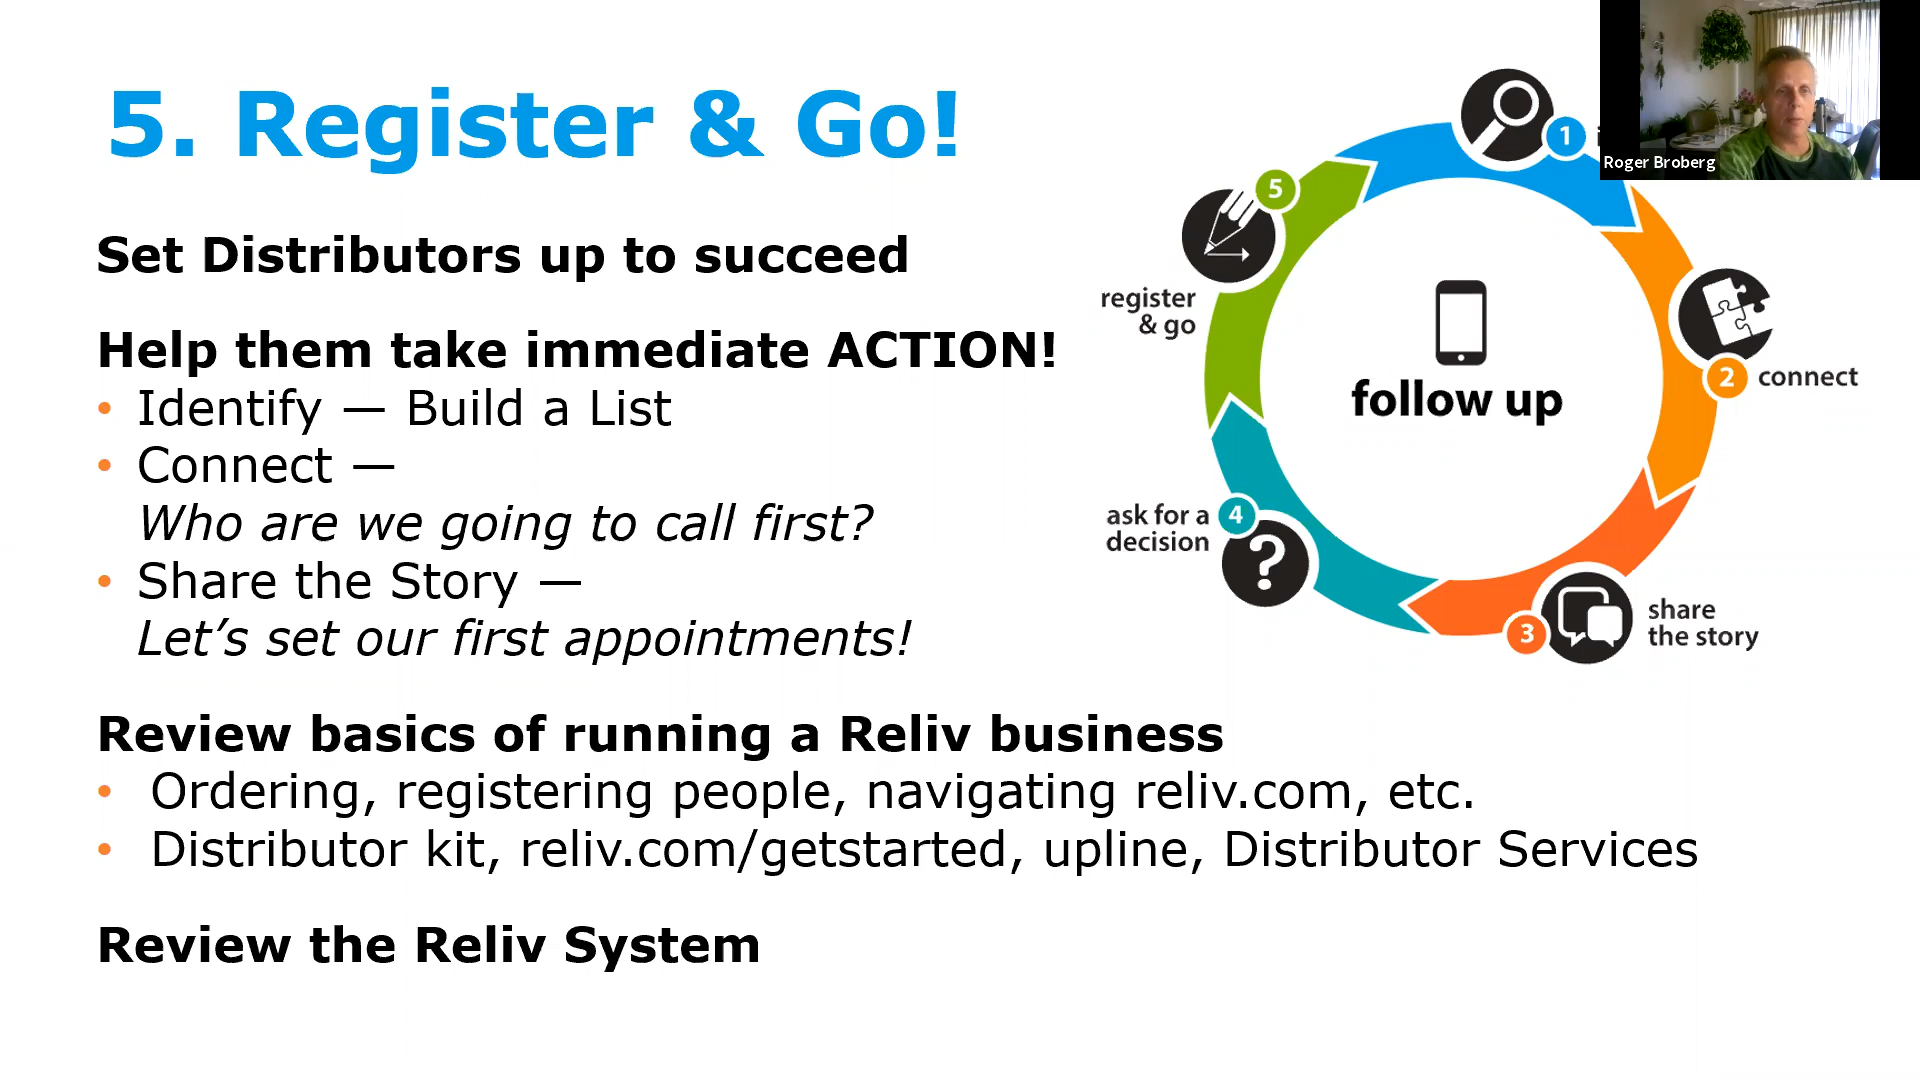 5. Register & Go!
Set Distributors up to succeed
Help them take immediate ACTION!
• Identify — Build a List
• Connect —
Who are we going to call first?
• Share the Story —
Let’s set our first appointments!
Review basics of running a Reliv business
• Ordering, registering people, navigating reliv.com, etc.
• Distributor kit, reliv.com/getstarted, upline, Distributor Services
Review the Reliv System
1
2
connect
3
share
the story
4
ask for a
decision
5
register
& go
follow up
Roger Broberg